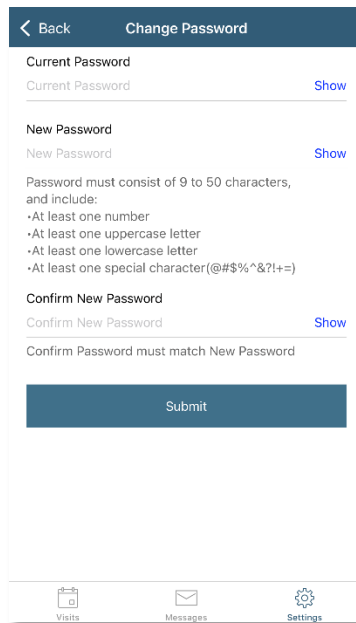 Back Change Password
Current Password
Current Password Show
New Password
New Password Show
Password must consist of 9 to 50 characters,
and include:
•At least one number
•At least one uppercase letter
•At least one lowercase letter
•At least one special character(@#$%^&?!+=)
Confirm New Password
Confirm New Password Show
Confirm Password must match New Password
Submit
Visits Messages Settings